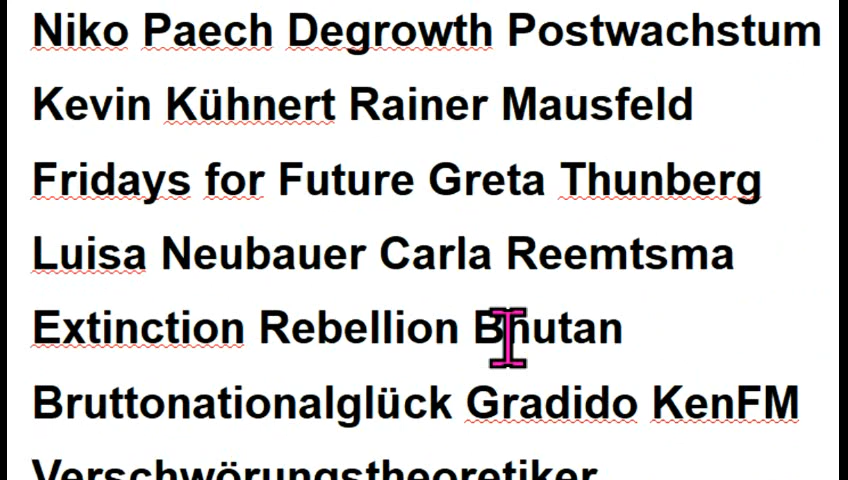 Niko Paech Degrowth Postwachstum
Kevin Kühnert Rainer Mausfeld
Fridays for Future Greta Thunberg
Luisa Neubauer Carla Reemtsma
Extinction Rebellion Bhutan
Bruttonationalglück Gradido KenFM
Verschwörungstheoretiker